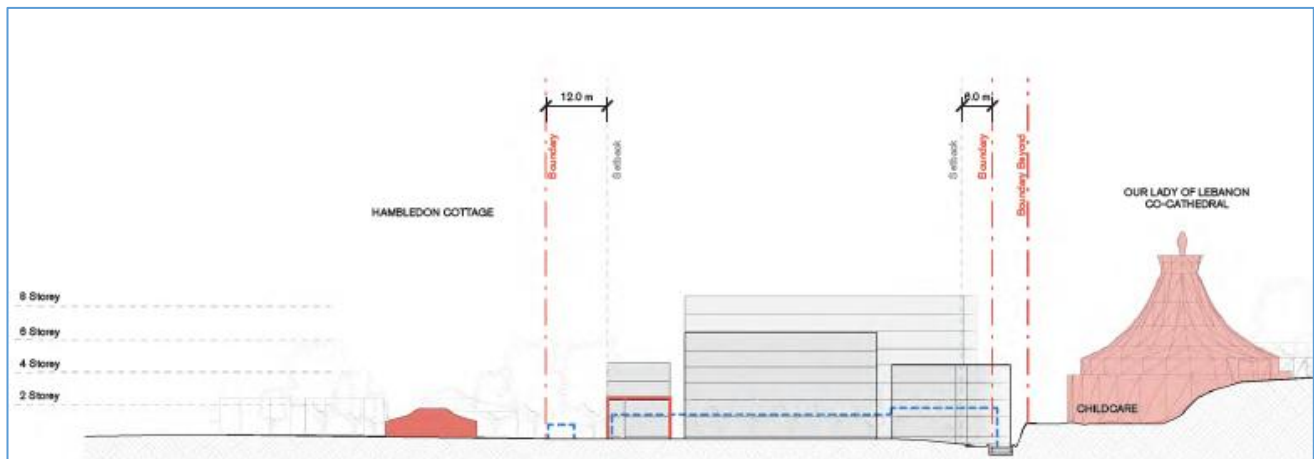 12.0 m
6.0 m
Boundary
Setback
Setback
Boundary
Boundary Beyond
HAMBLEDON COTTAGE
OUR LADY OF LEBANON
CO-CATHEDRAL
8 Storey
6 Storey
4 Storey
2 Storey
CHILDCARE